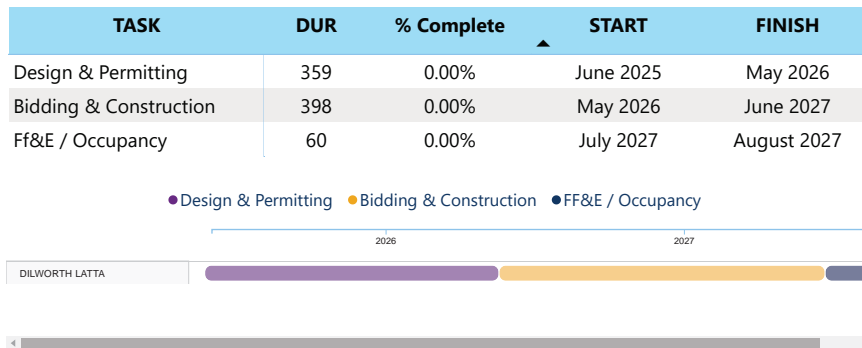 TASK DUR % Complete START FINISH
Design & Permitting 359 0.00% June 2025 May 2026
Bidding & Construction 398 0.00% May 2026 June 2027
Ff&E / Occupancy 60 0.00% July 2027 August 2027
Design & Permitting Bidding & Construction FF&E / Occupancy
2026 2027
DILWORTH LATTA